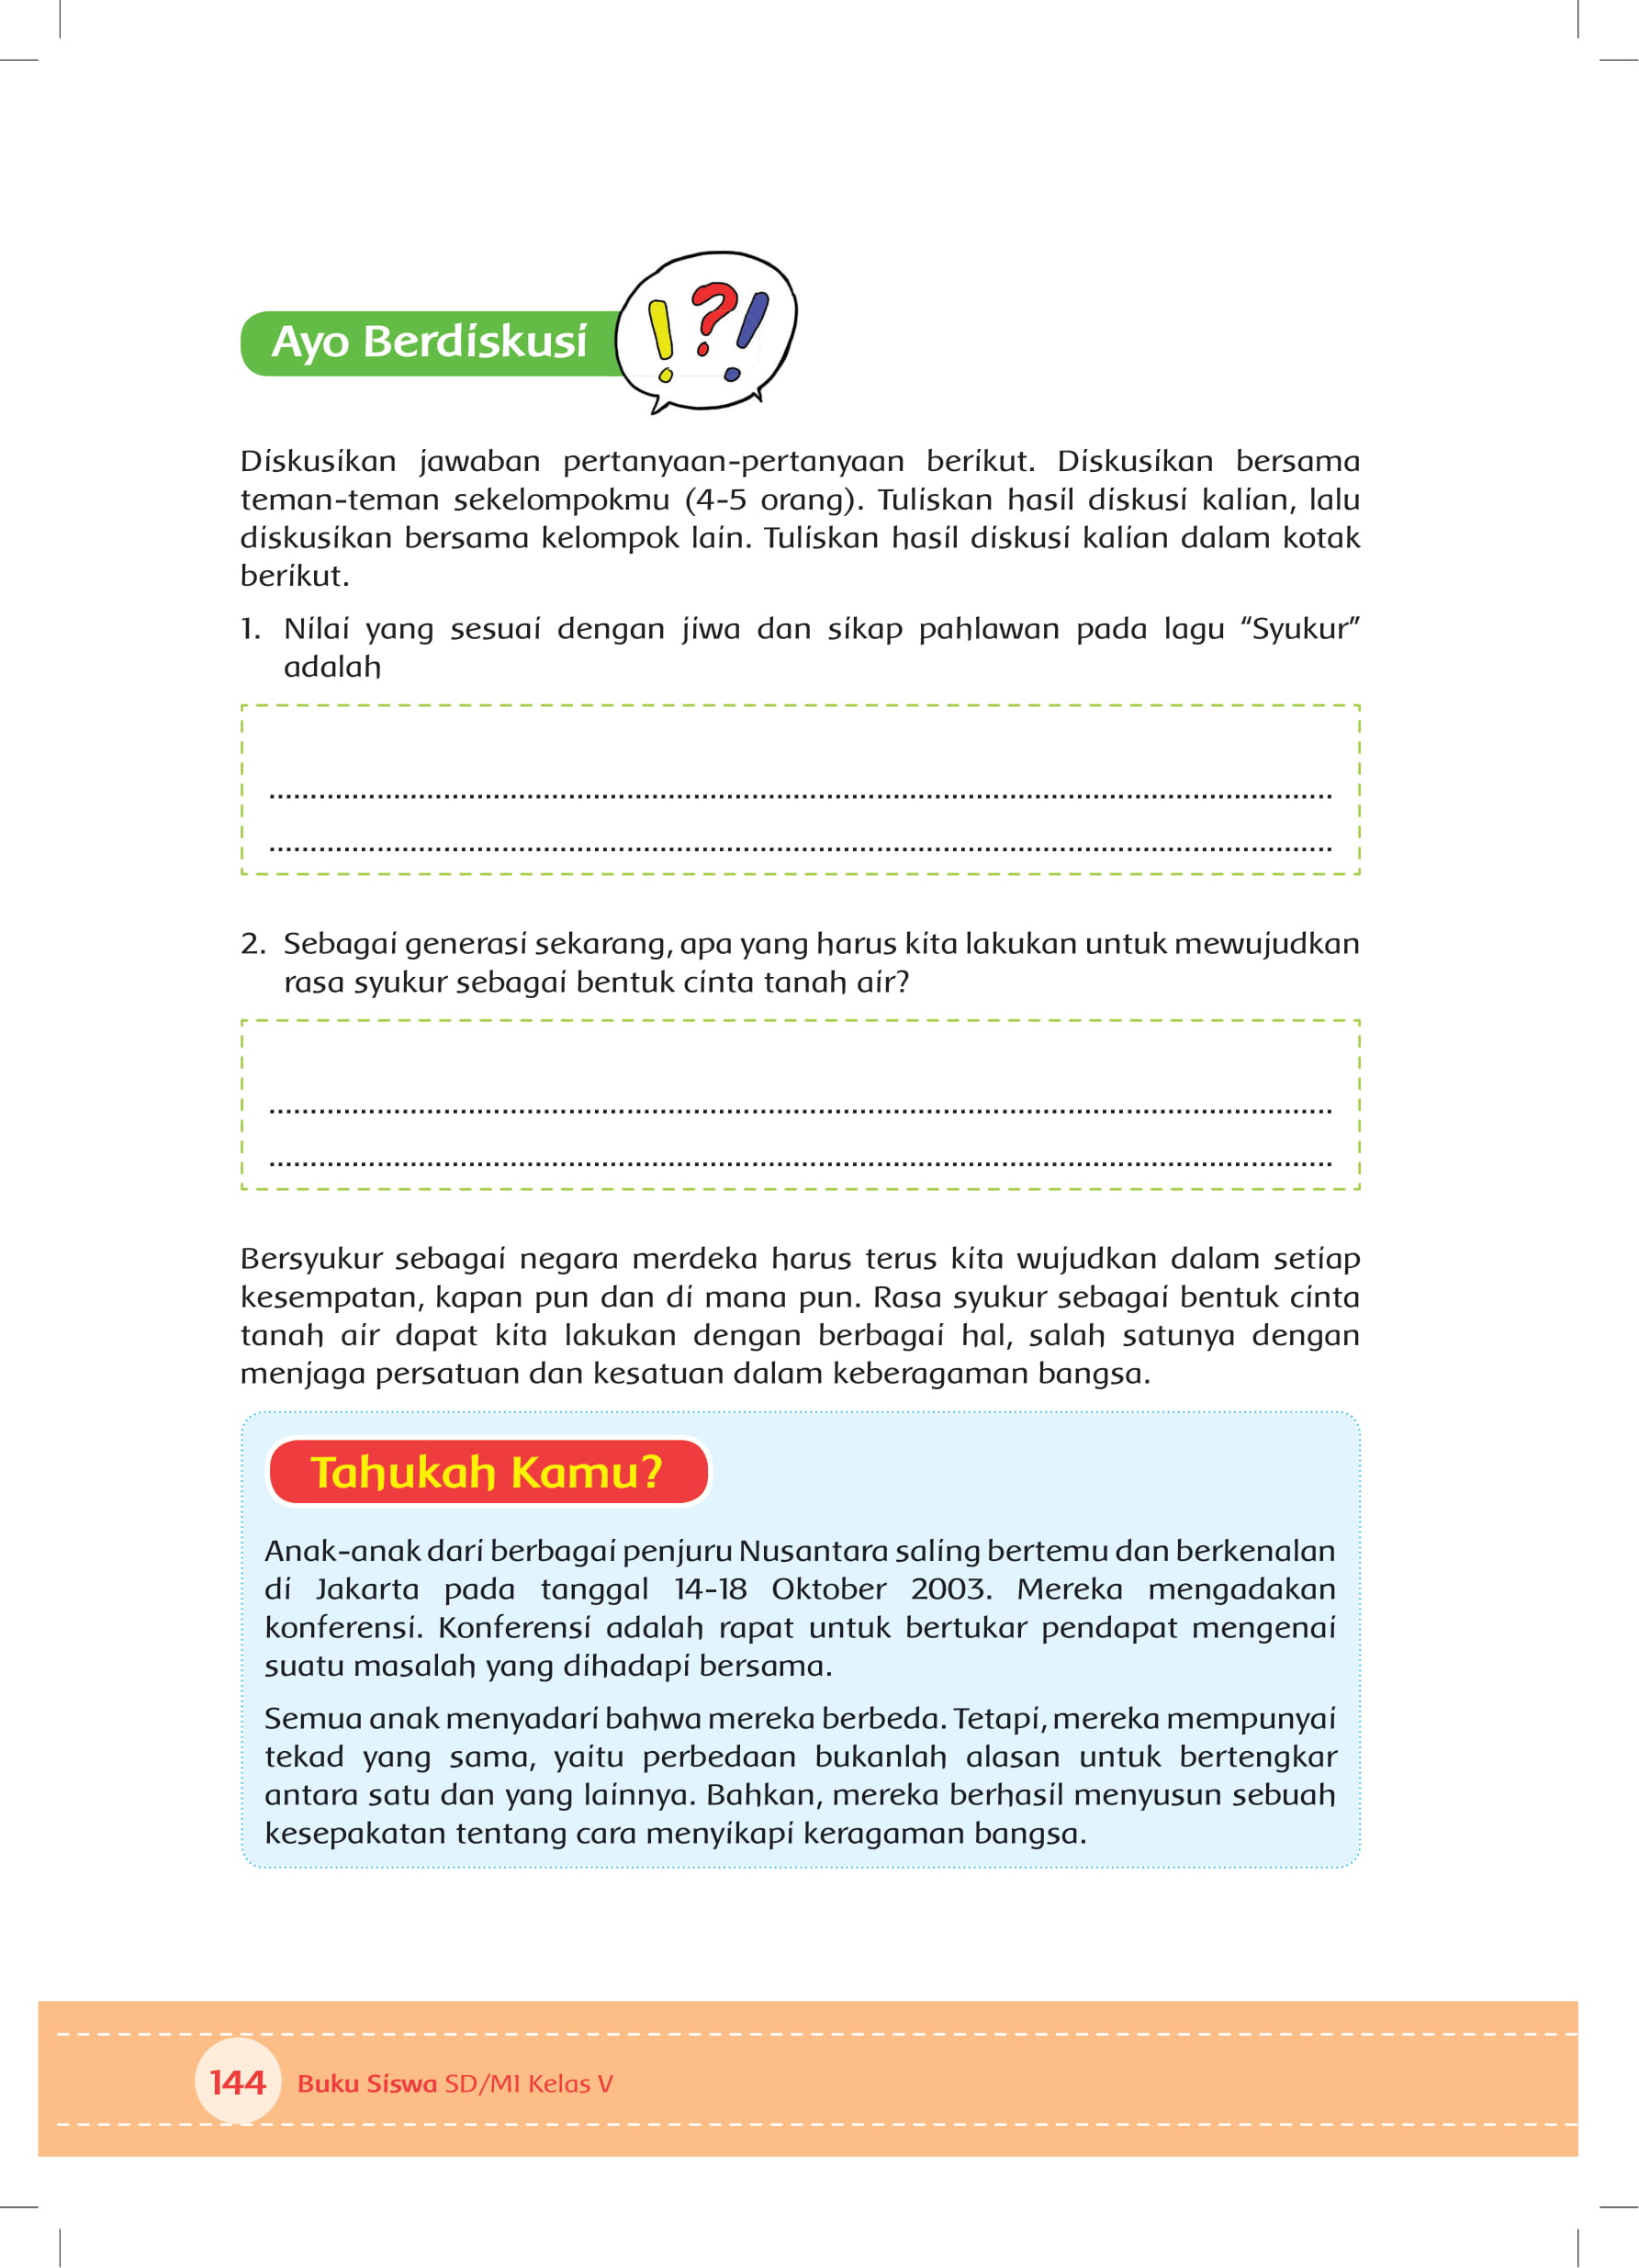 Ayo Berdiskusi
Diskusikan jawaban pertanyaan-pertanyaan berikut. Diskusikan bersama
teman-teman sekelompokmu (4-5 orang). Tuliskan hasil diskusi kalian, lalu
diskusikan bersama kelompok lain. Tuliskan hasil diskusi kalian dalam kotak
berikut.
1. Nilai yang sesuai dengan jiwa dan sikap pahlawan pada lagu “Syukur”
adalah
2. Sebagai generasi sekarang, apa yang harus kita lakukan untuk mewujudkan
rasa syukur sebagai bentuk cinta tanah air?
Bersyukur sebagai negara merdeka harus terus kita wujudkan dalam setiap
kesempatan, kapan pun dan di mana pun. Rasa syukur sebagai bentuk cinta
tanah air dapat kita lakukan dengan berbagai hal, salah satunya dengan
menjaga persatuan dan kesatuan dalam keberagaman bangsa.
Tahukah Kamu?
Anak-anak dari berbagai penjuru Nusantara saling bertemu dan berkenalan
di Jakarta pada tanggal 14-18 Oktober 2003. Mereka mengadakan
konferensi. Konferensi adalah rapat untuk bertukar pendapat mengenai
suatu masalah yang dihadapi bersama.
Semua anak menyadari bahwa mereka berbeda. Tetapi, mereka mempunyai
tekad yang sama, yaitu perbedaan bukanlah alasan untuk bertengkar
antara satu dan yang lainnya. Bahkan, mereka berhasil menyusun sebuah
kesepakatan tentang cara menyikapi keragaman bangsa.
144 Buku Siswa SD/MI Kelas V